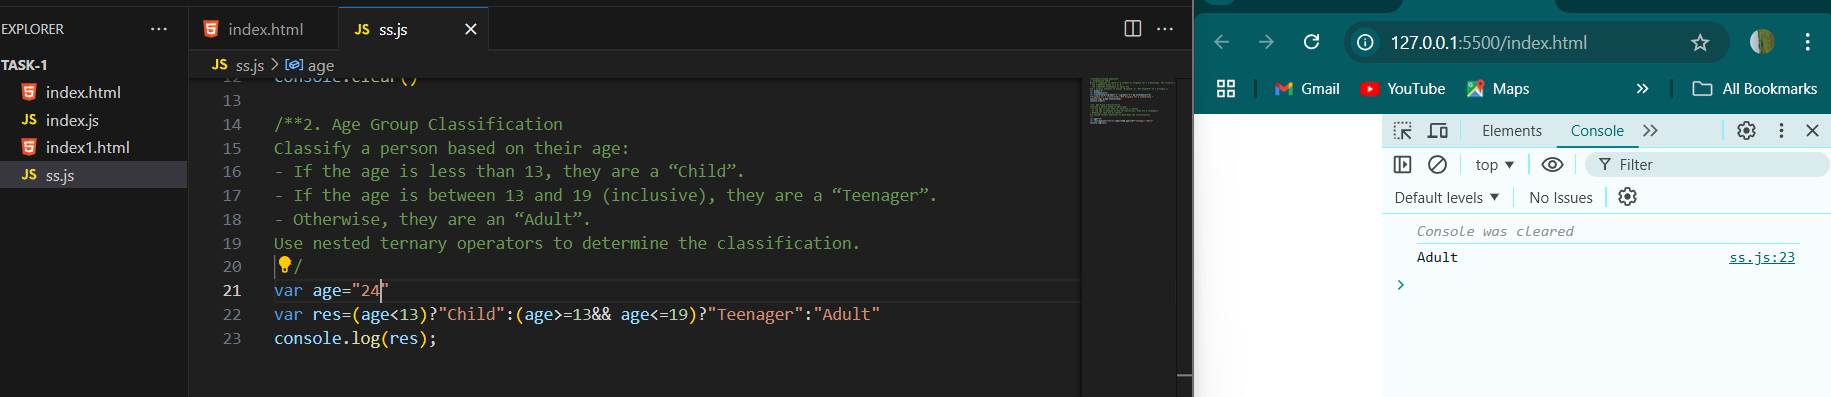 EXPLORER
TASK-1
index.html
index.js
index1.html
ss.js
index.html
ss.js
ss.js > age
12 console.clear()
13
14 /**2. Age Group Classification
15 Classify a person based on their age:
16 - If the age is less than 13, they are a “Child”.
17 - If the age is between 13 and 19 (inclusive), they are a “Teenager”.
18 - Otherwise, they are an “Adult”.
19 Use nested ternary operators to determine the classification.
20 /
21 var age="24"
22 var res=(age<13)?"Child":(age>=13&& age<=19)?"Teenager":"Adult"
23 console.log(res);
127.0.0.1:5500/index.html
Gmail YouTube Maps » All Bookmarks
Elements Console
top Filter
Default levels No Issues
Console was cleared
Adult ss.js:23